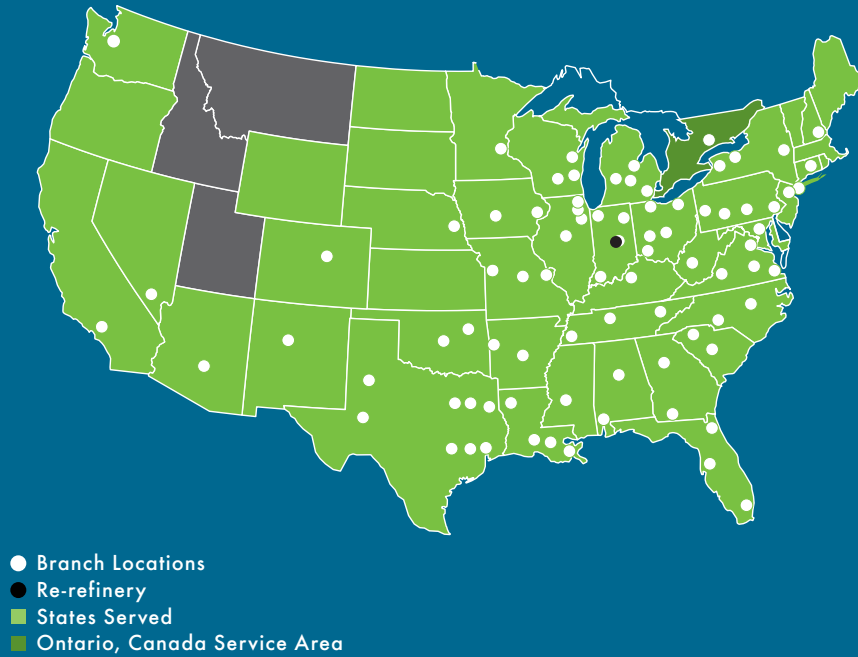 Branch Locations
Re-refinery
States Served
Ontario, Canada Service Area